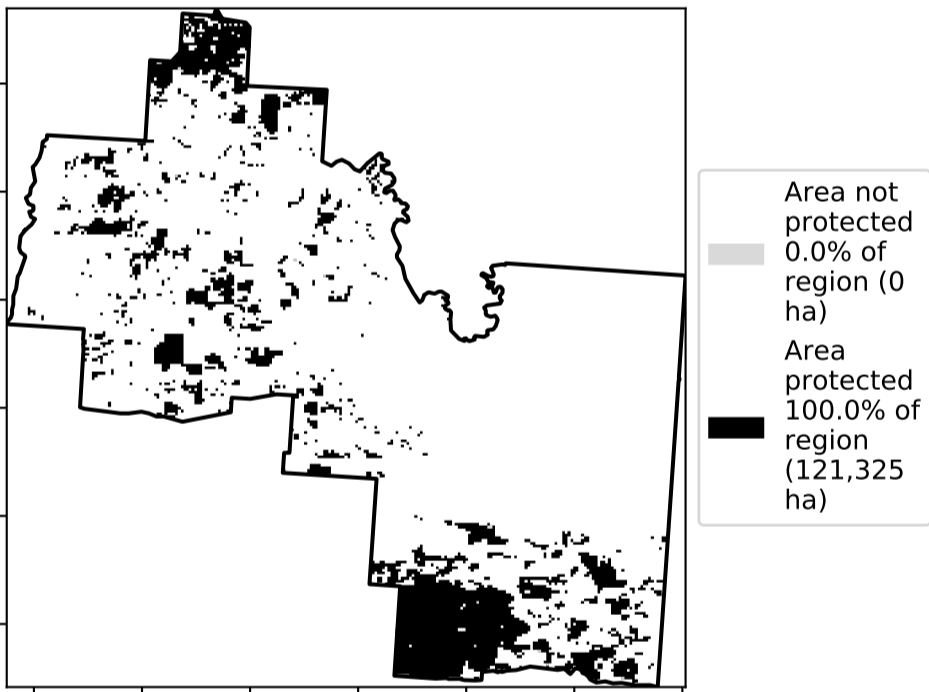 Area not
protected
0.0% of
region (0
ha)
Area
protected
100.0% of
region
(121,325
ha)